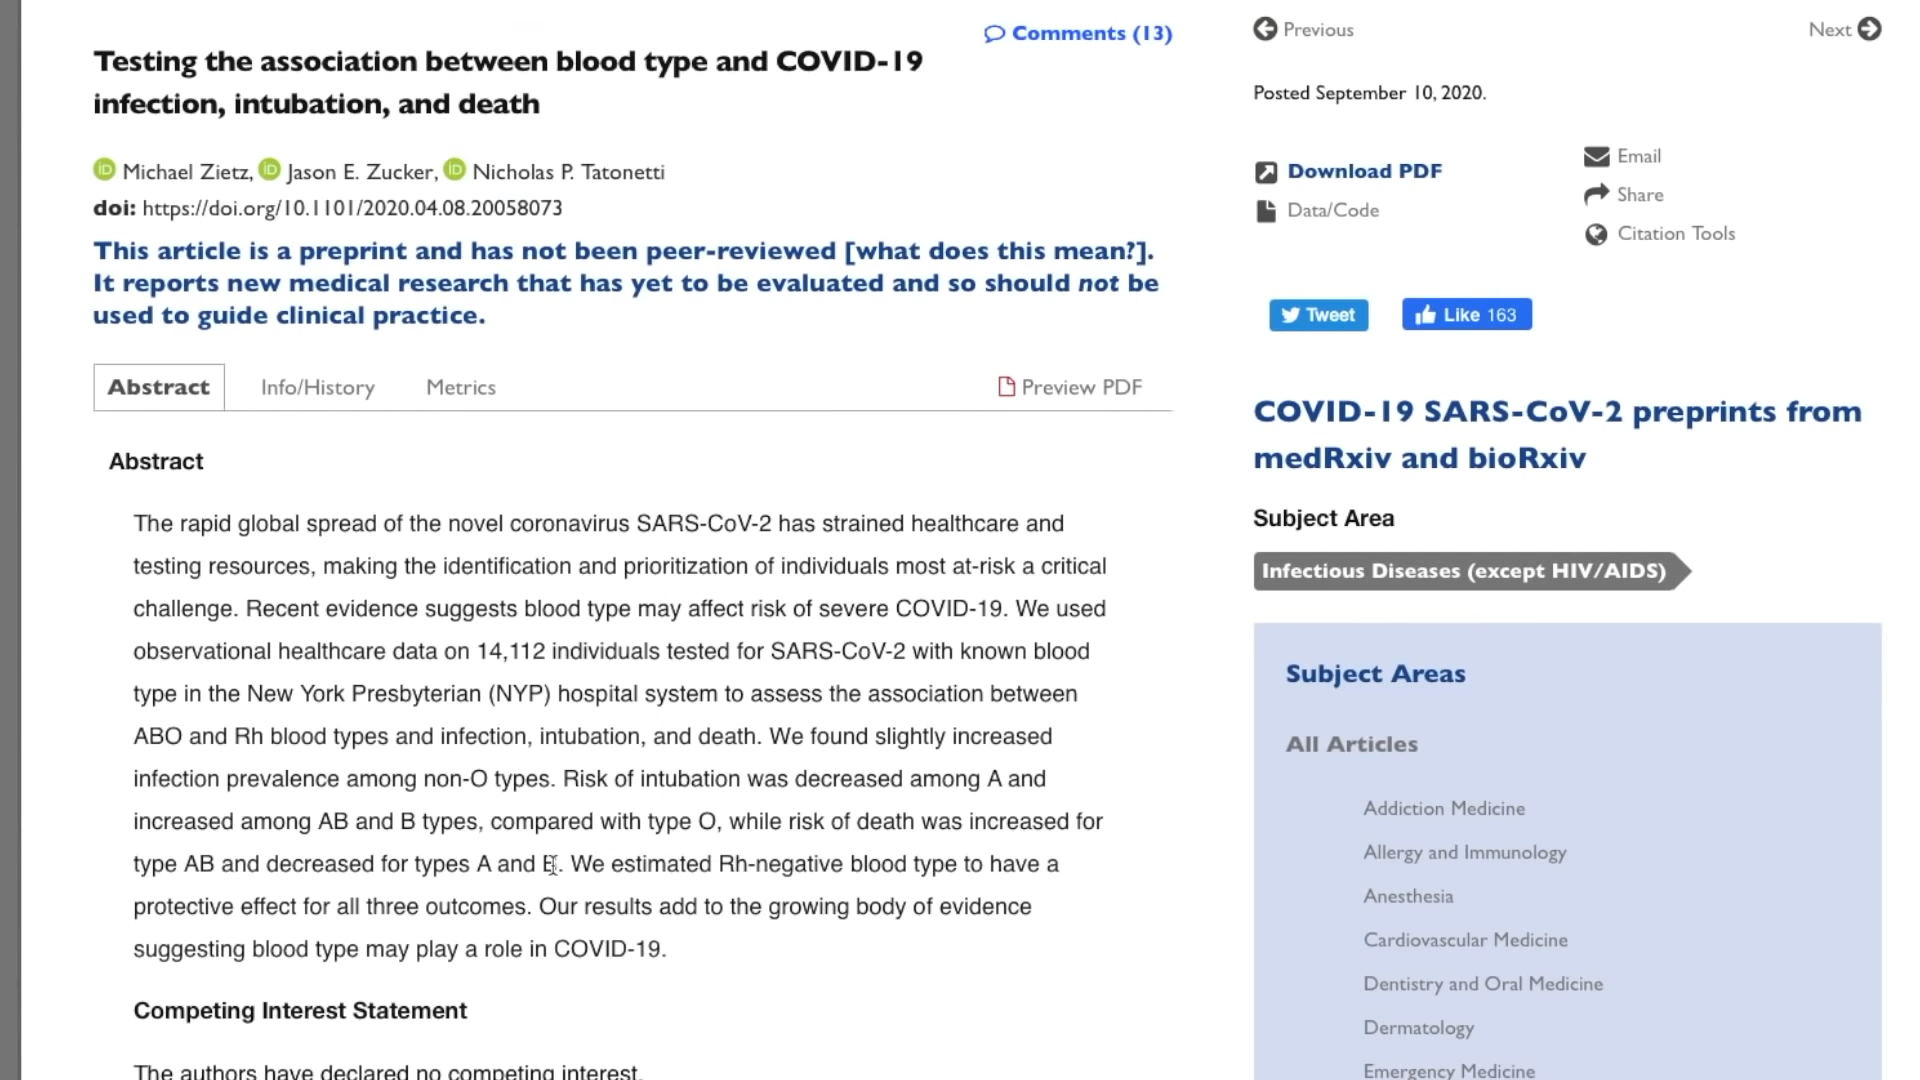 Comments (13)
Testing the association between blood type and COVID-19
infection, intubation, and death
Michael Zietz, Jason E. Zucker, Nicholas P. Tatonetti
doi: https://doi.org/10.1101/2020.04.08.20058073
This article is a preprint and has not been peer-reviewed [what does this mean?].
It reports new medical research that has yet to be evaluated and so should not be
used to guide clinical practice.
Abstract Info/History Metrics Preview PDF
Abstract
The rapid global spread of the novel coronavirus SARS-CoV-2 has strained healthcare and
testing resources, making the identification and prioritization of individuals most at-risk a critical
challenge. Recent evidence suggests blood type may affect risk of severe COVID-19. We used
observational healthcare data on 14,112 individuals tested for SARS-CoV-2 with known blood
type in the New York Presbyterian (NYP) hospital system to assess the association between
ABO and Rh blood types and infection, intubation, and death. We found slightly increased
infection prevalence among non-O types. Risk of intubation was decreased among A and
increased among AB and B types, compared with type O, while risk of death was increased for
type AB and decreased for types A and B. We estimated Rh-negative blood type to have a
protective effect for all three outcomes. Our results add to the growing body of evidence
suggesting blood type may play a role in COVID-19.
Competing Interest Statement
The authors have declared no competing interest.
Previous Next
Posted September 10, 2020.
Download PDF
Data/Code
Email
Share
Citation Tools
Tweet Like 163
COVID-19 SARS-CoV-2 preprints from
medRxiv and bioRxiv
Subject Area
Infectious Diseases (except HIV/AIDS)
Subject Areas
All Articles
Addiction Medicine
Allergy and Immunology
Anesthesia
Cardiovascular Medicine
Dentistry and Oral Medicine
Dermatology
Emergency Medicine